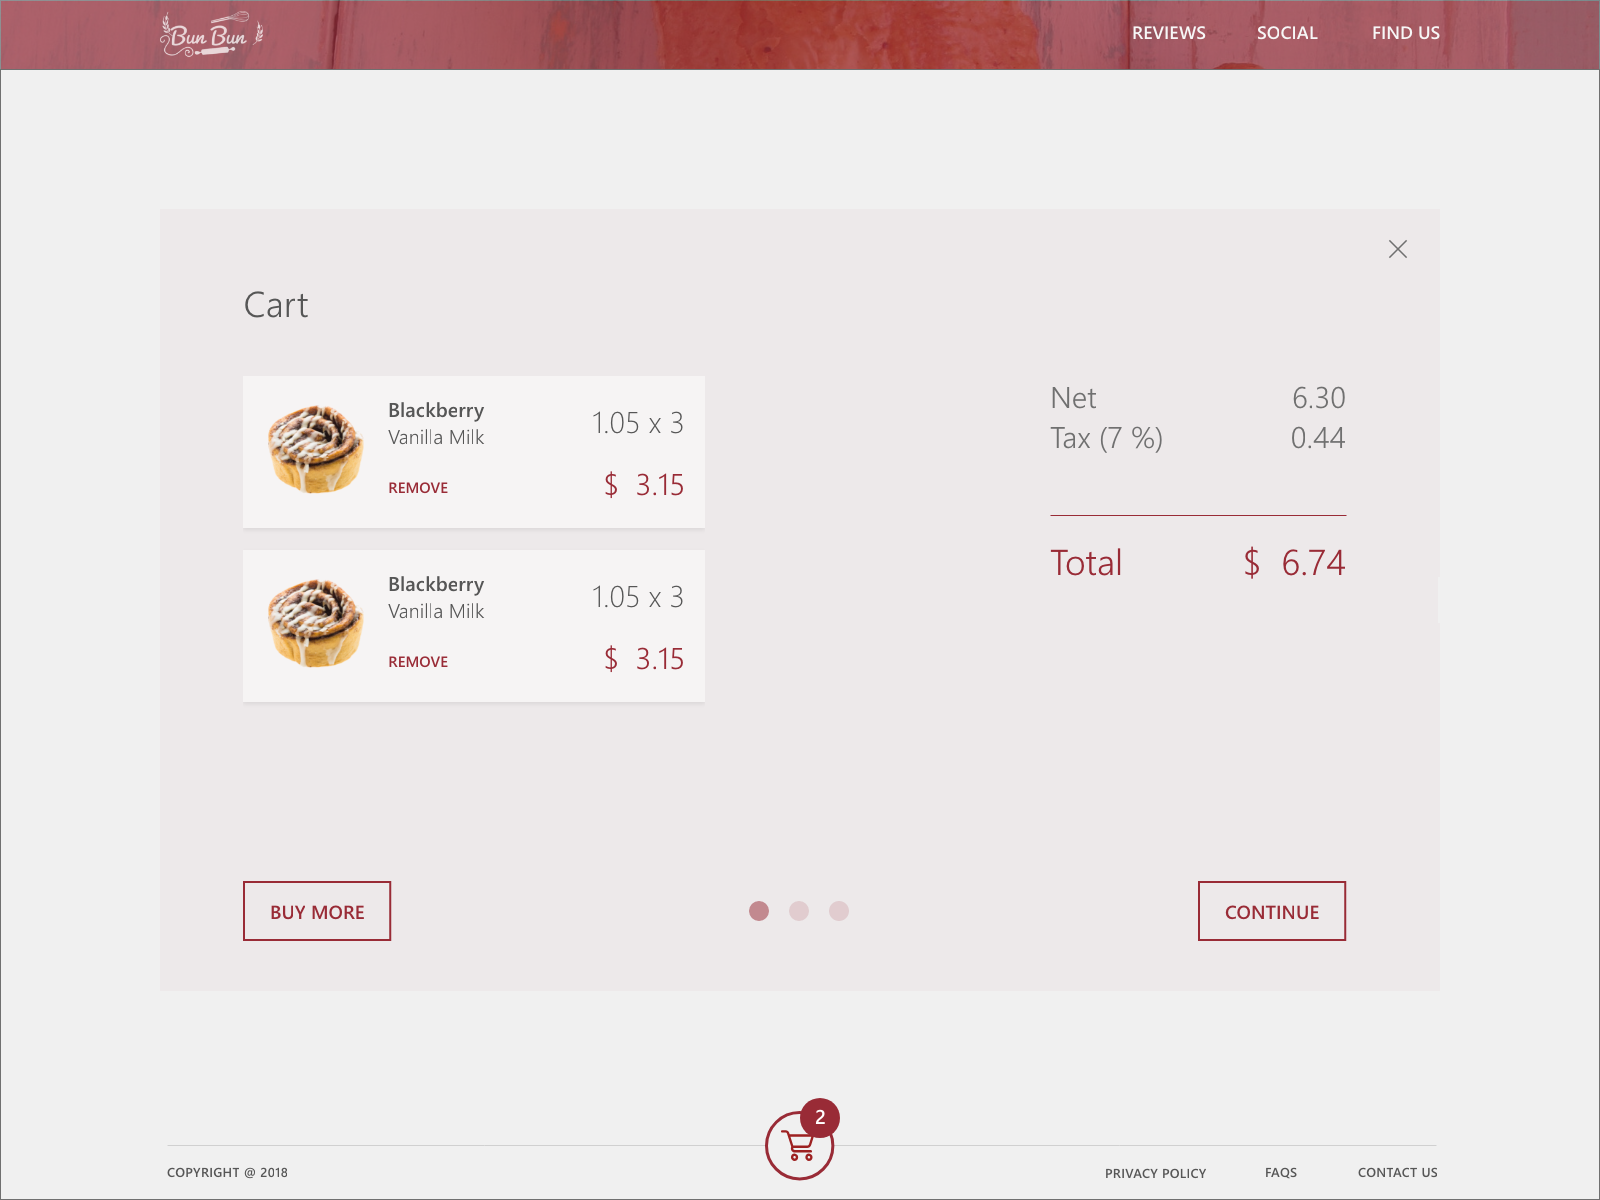 Bun Bun
REVIEWS
SOCIAL
FIND US
Cart
Blackberry
Vanilla Milk
1.05 x 3
REMOVE
$ 3.15
Blackberry
Vanilla Milk
1.05 x 3
REMOVE
$ 3.15
Net 6.30
Tax (7 %) 0.44
Total $ 6.74
BUY MORE
CONTINUE
2
COPYRIGHT @ 2018
PRIVACY POLICY
FAQS
CONTACT US